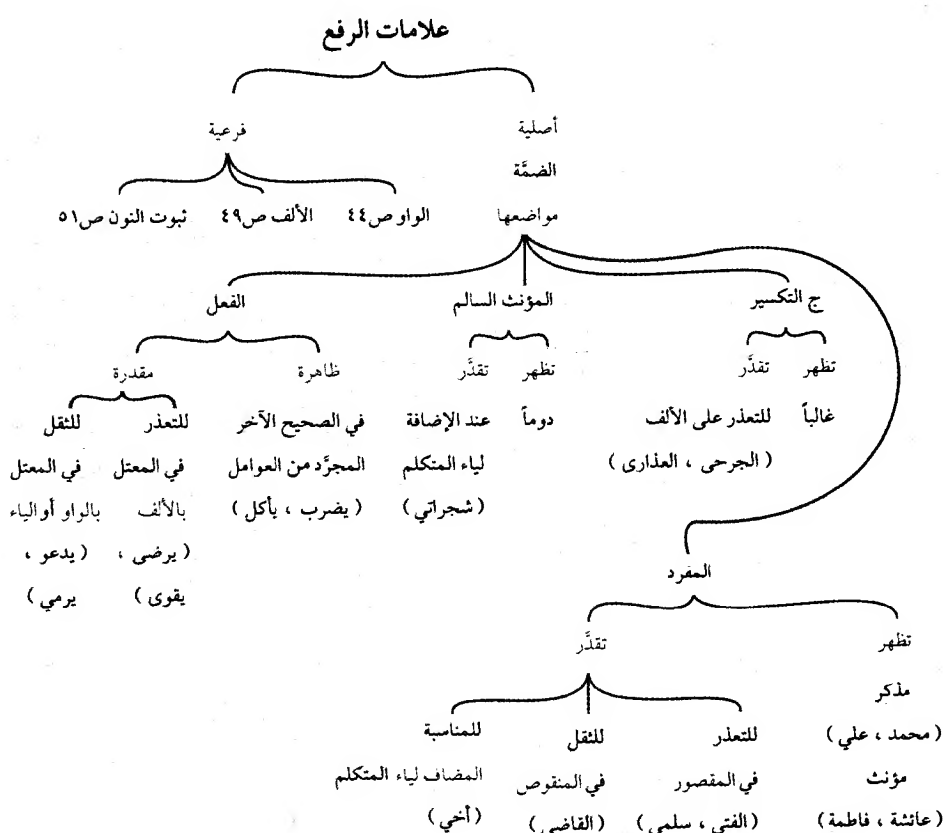 علامات الرفع
أصلية فرعية
الضمَّة
مواضعها الواو ص٤٤ الألف ص٤٩ ثبوت النون ص٥١
ج التكسير المؤنث السالم الفعل
تظهر تقدَّر تظهر تقدَّر ظاهرة مقدرة
غالباً للتعذر على الألف دوماً عند الإضافة في الصحيح الآخر للتعذر للثقل
( الجرحى ، العذارى ) لياء المتكلم المجرَّد من العوامل في المعتل في المعتل
( شجراتي ) ( يضرب ، يأكل ) بالألف بالواو أو الياء
( يرضى ، ( يدعو ،
المفرد
يقوى ) يرمي )
تظهر تقدَّر
مذكر
( محمد ، علي ) للتعذر للثقل للمناسبة
مؤنث في المقصور في المنقوص المضاف لياء المتكلم
( عائشة ، فاطمة ) ( الفتى ، سلمى ) ( القاضي ) ( أخي )